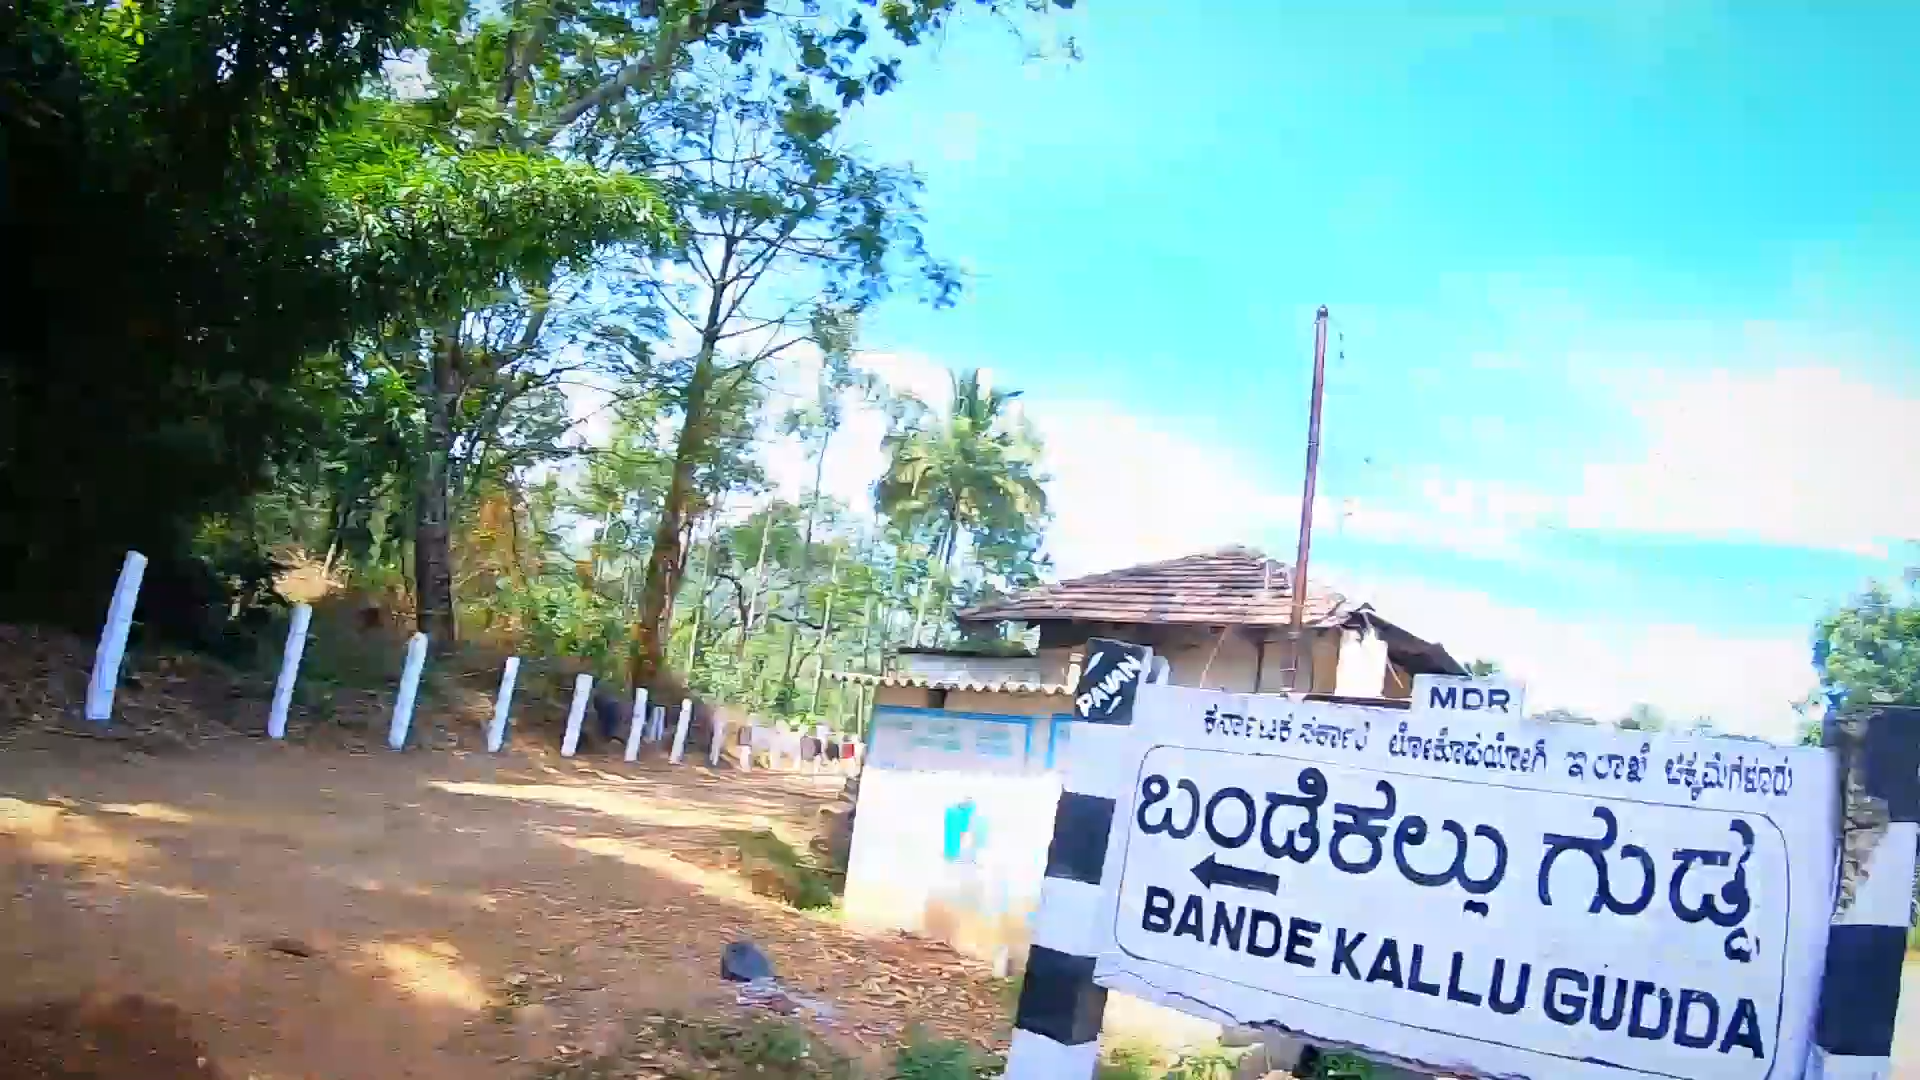 PAVAN
MDR
ಕರ್ನಾಟಕ ಸರ್ಕಾರ ಲೋಕೋಪಯೋಗಿ ಇಲಾಖೆ ಚಿಕ್ಕಮಗಳೂರು
ಬಂಡೆಕಲ್ಲು ಗುಡ್ಡ
←
BANDE KALLU GUDDA